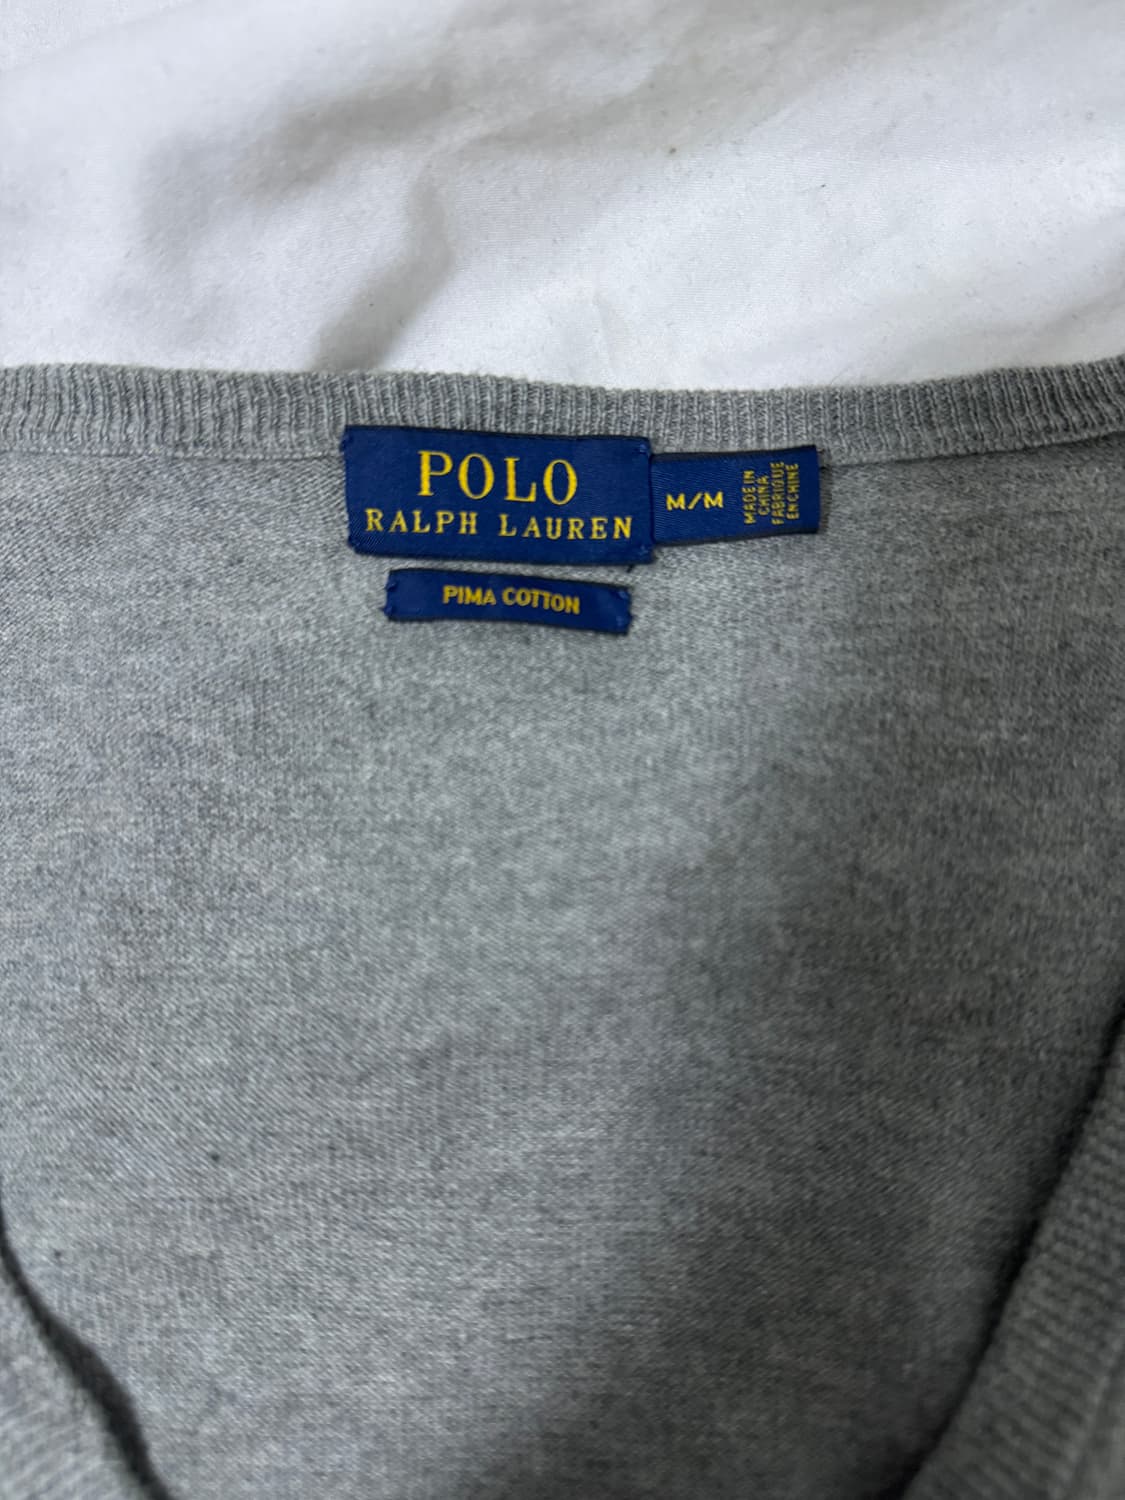 POLO
RALPH LAUREN
M/M
MADE IN
CHINA
FABRIQUE
EN CHINE
PIMA COTTON